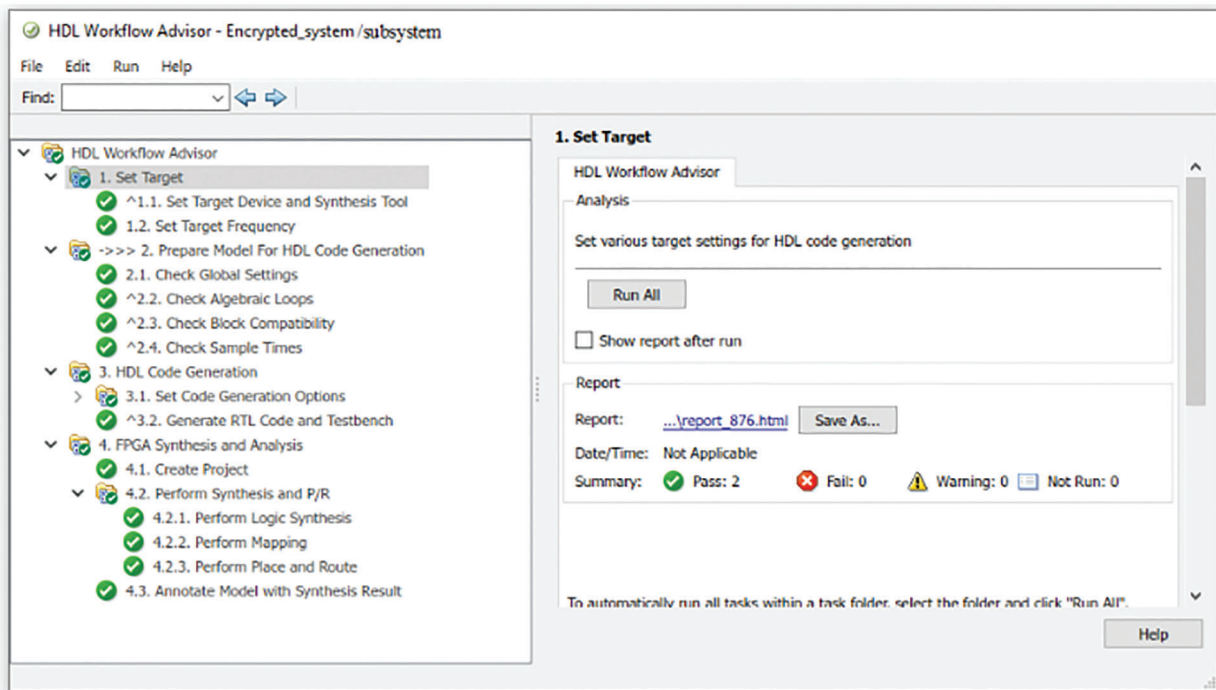 HDL Workflow Advisor - Encrypted_system/subsystem
File Edit Run Help
Find:
HDL Workflow Advisor
1. Set Target
^1.1. Set Target Device and Synthesis Tool
1.2. Set Target Frequency
->>> 2. Prepare Model For HDL Code Generation
2.1. Check Global Settings
^2.2. Check Algebraic Loops
^2.3. Check Block Compatibility
^2.4. Check Sample Times
3. HDL Code Generation
3.1. Set Code Generation Options
^3.2. Generate RTL Code and Testbench
4. FPGA Synthesis and Analysis
4.1. Create Project
4.2. Perform Synthesis and P/R
4.2.1. Perform Logic Synthesis
4.2.2. Perform Mapping
4.2.3. Perform Place and Route
4.3. Annotate Model with Synthesis Result
1. Set Target
HDL Workflow Advisor
Analysis
Set various target settings for HDL code generation
Run All
Show report after run
Report
Report: ...\report_876.html Save As...
Date/Time: Not Applicable
Summary: Pass: 2 Fail: 0 Warning: 0 Not Run: 0
To automatically run all tasks within a task folder, select the folder and click "Run All".
Help